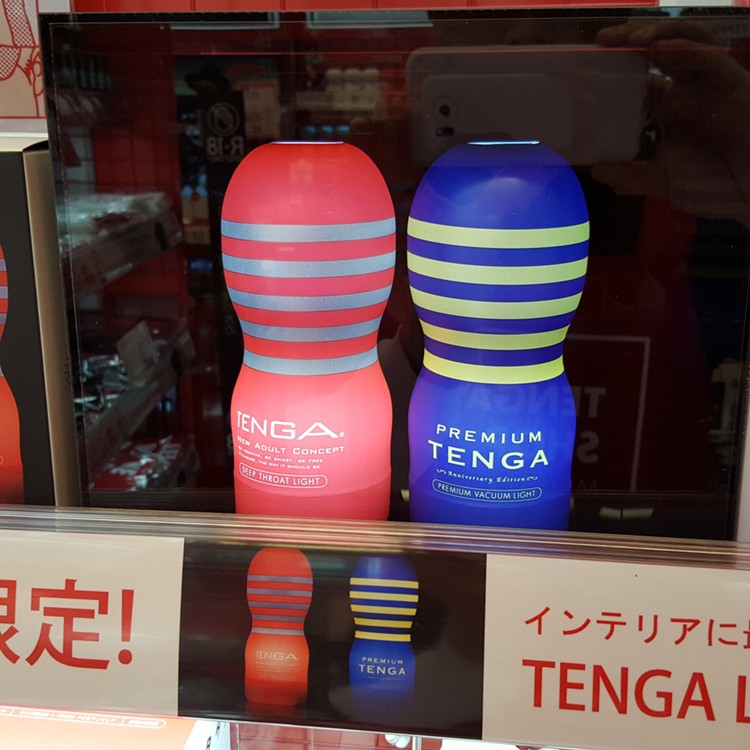 R-18
TENGA®
NEW ADULT CONCEPT
DEEP THROAT LIGHT
PREMIUM
TENGA
Anniversary Edition
PREMIUM VACUUM LIGHT
限定!
TENGA
PREMIUM
TENGA
インテリアに
TENGA L